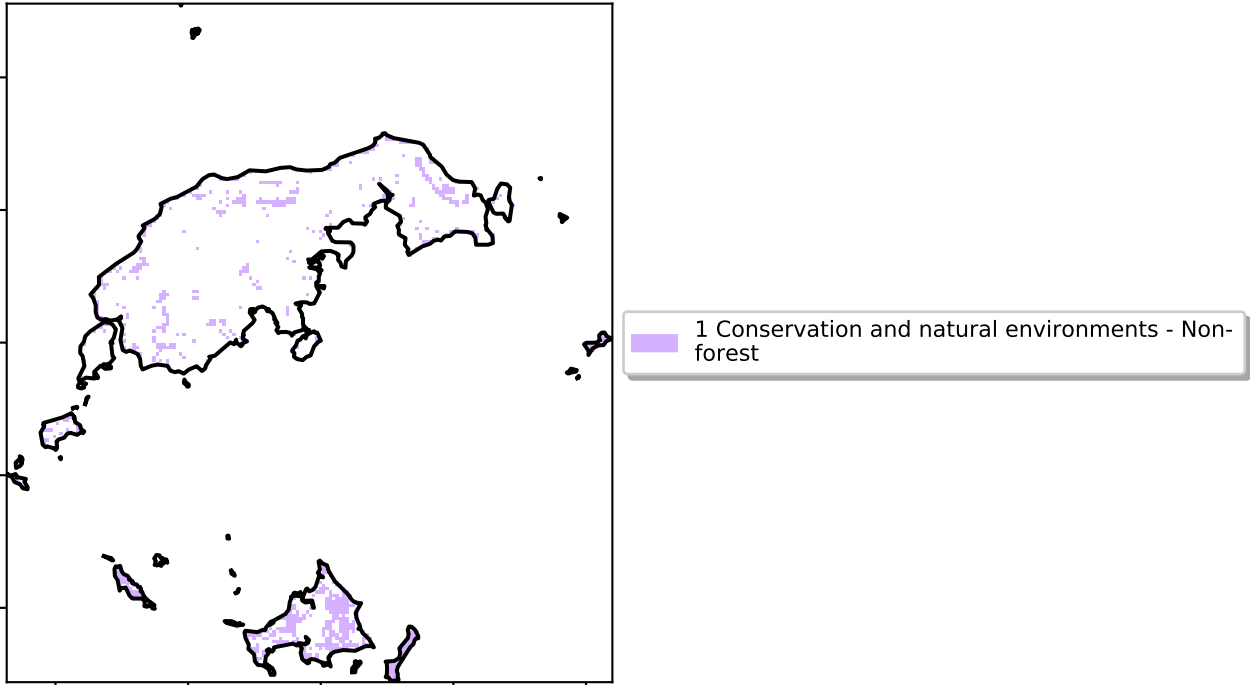 1 Conservation and natural environments - Non-
forest